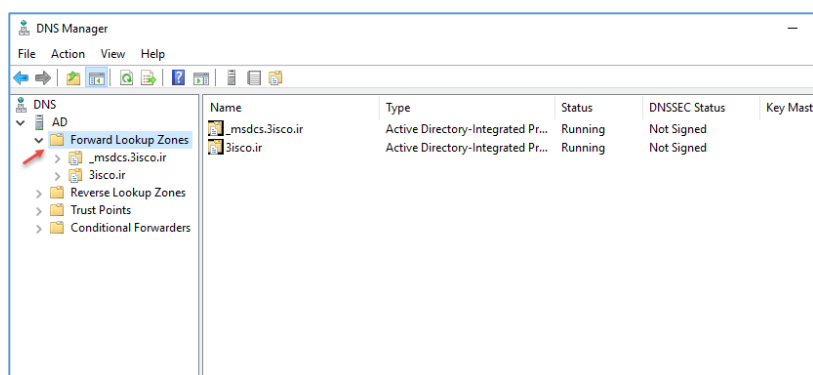 DNS Manager
File Action View Help
DNS
AD
Forward Lookup Zones
_msdcs.3isco.ir
3isco.ir
Reverse Lookup Zones
Trust Points
Conditional Forwarders
Name Type Status DNSSEC Status Key Mast
_msdcs.3isco.ir Active Directory-Integrated Pr... Running Not Signed
3isco.ir Active Directory-Integrated Pr... Running Not Signed